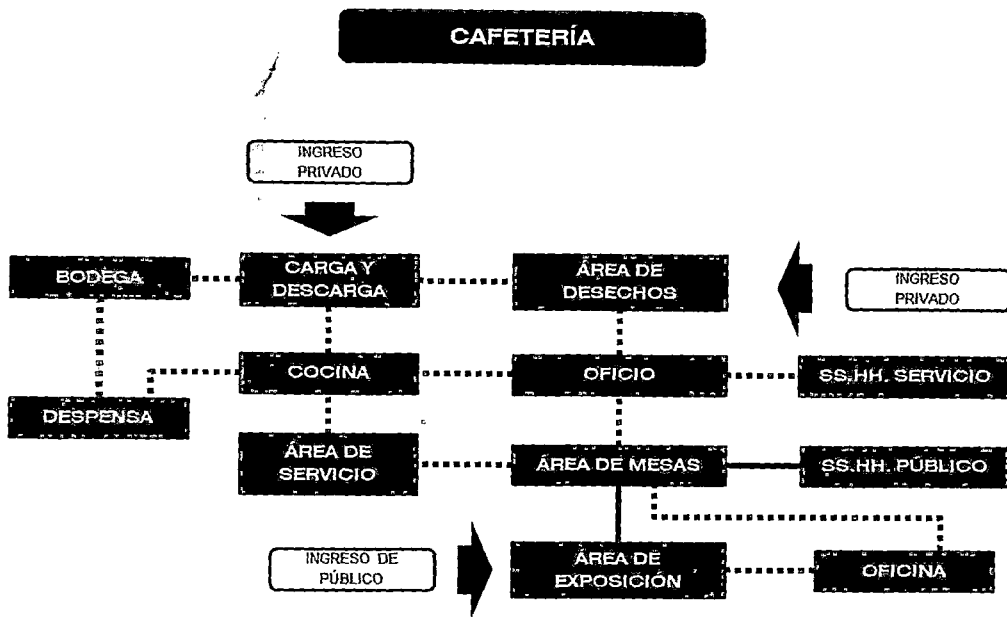 CAFETERÍA
INGRESO
PRIVADO
BODEGA
CARGA Y
DESCARGA
ÁREA DE
DESECHOS
INGRESO
PRIVADO
COCINA
OFICIO
SS.HH. SERVICIO
DESPENSA
ÁREA DE
SERVICIO
ÁREA DE MESAS
SS.HH. PÚBLICO
INGRESO DE
PÚBLICO
ÁREA DE
EXPOSICIÓN
OFICINA